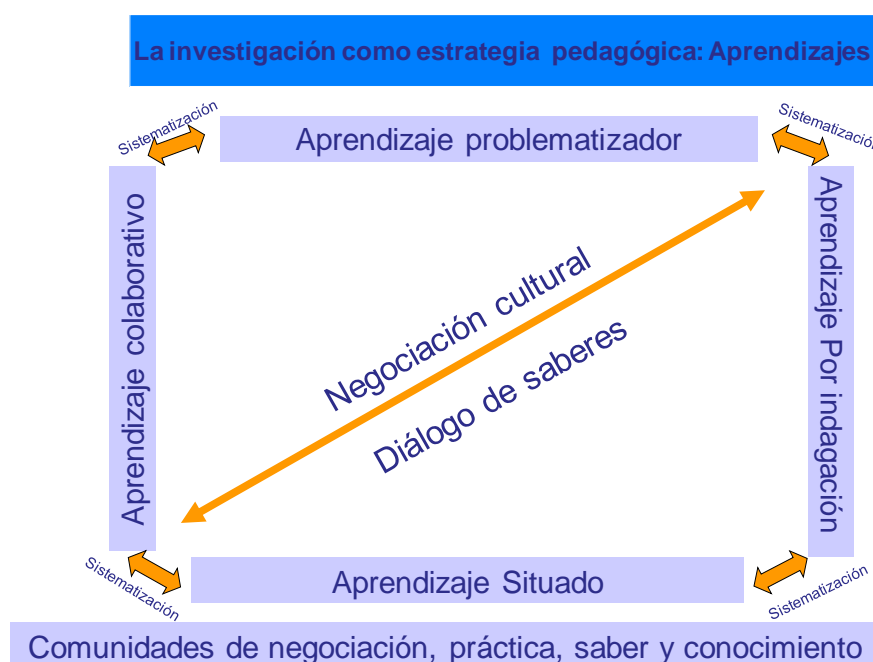 La investigación como estrategia pedagógica: Aprendizajes
Sistematización
Aprendizaje problematizador
Sistematización
Aprendizaje colaborativo
Negociación cultural
Diálogo de saberes
Aprendizaje Por indagación
Sistematización
Aprendizaje Situado
Sistematización
Comunidades de negociación, práctica, saber y conocimiento